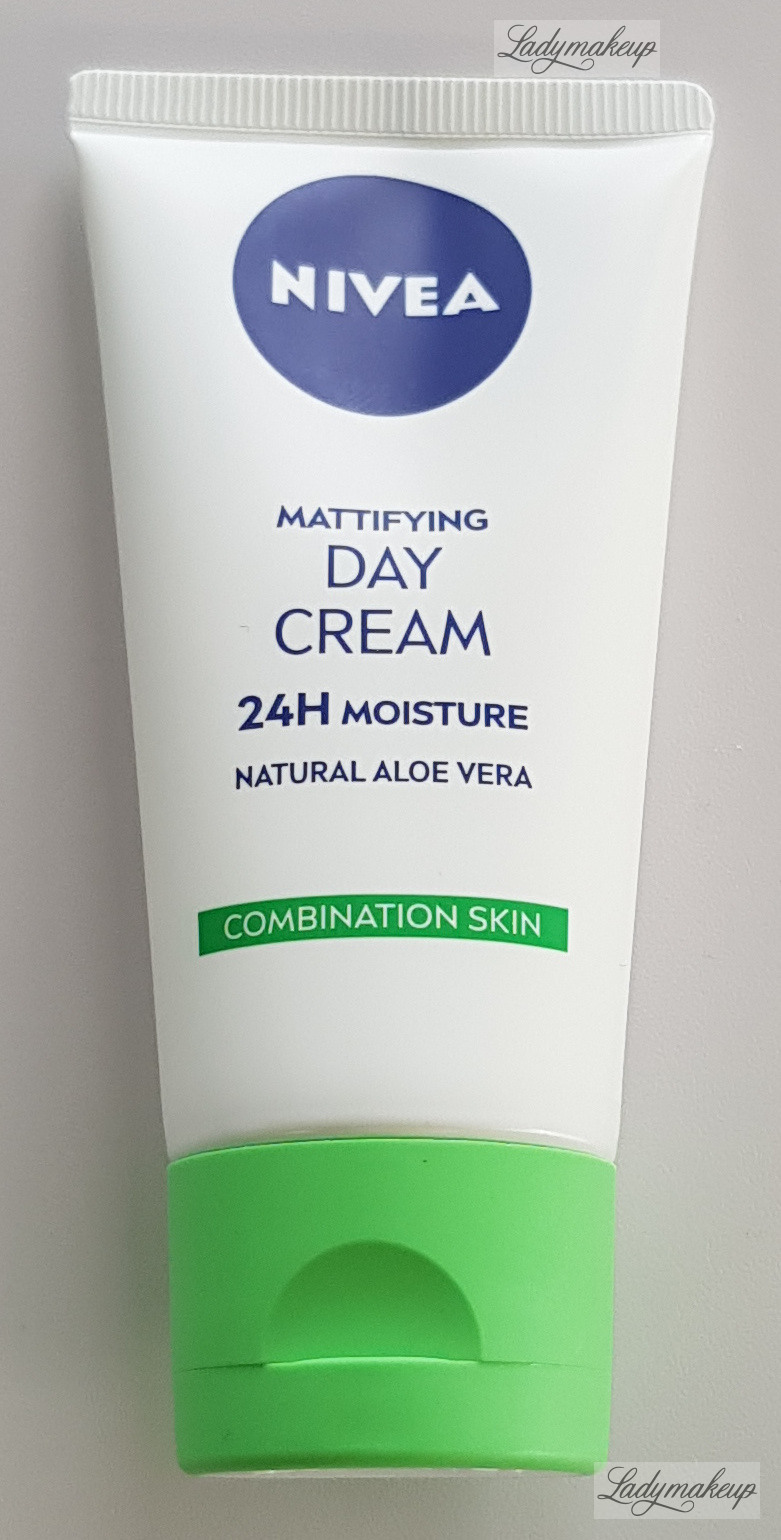 Ladymakeup
NIVEA
MATTIFYING
DAY
CREAM
24H MOISTURE
NATURAL ALOE VERA
COMBINATION SKIN
Ladymakeup